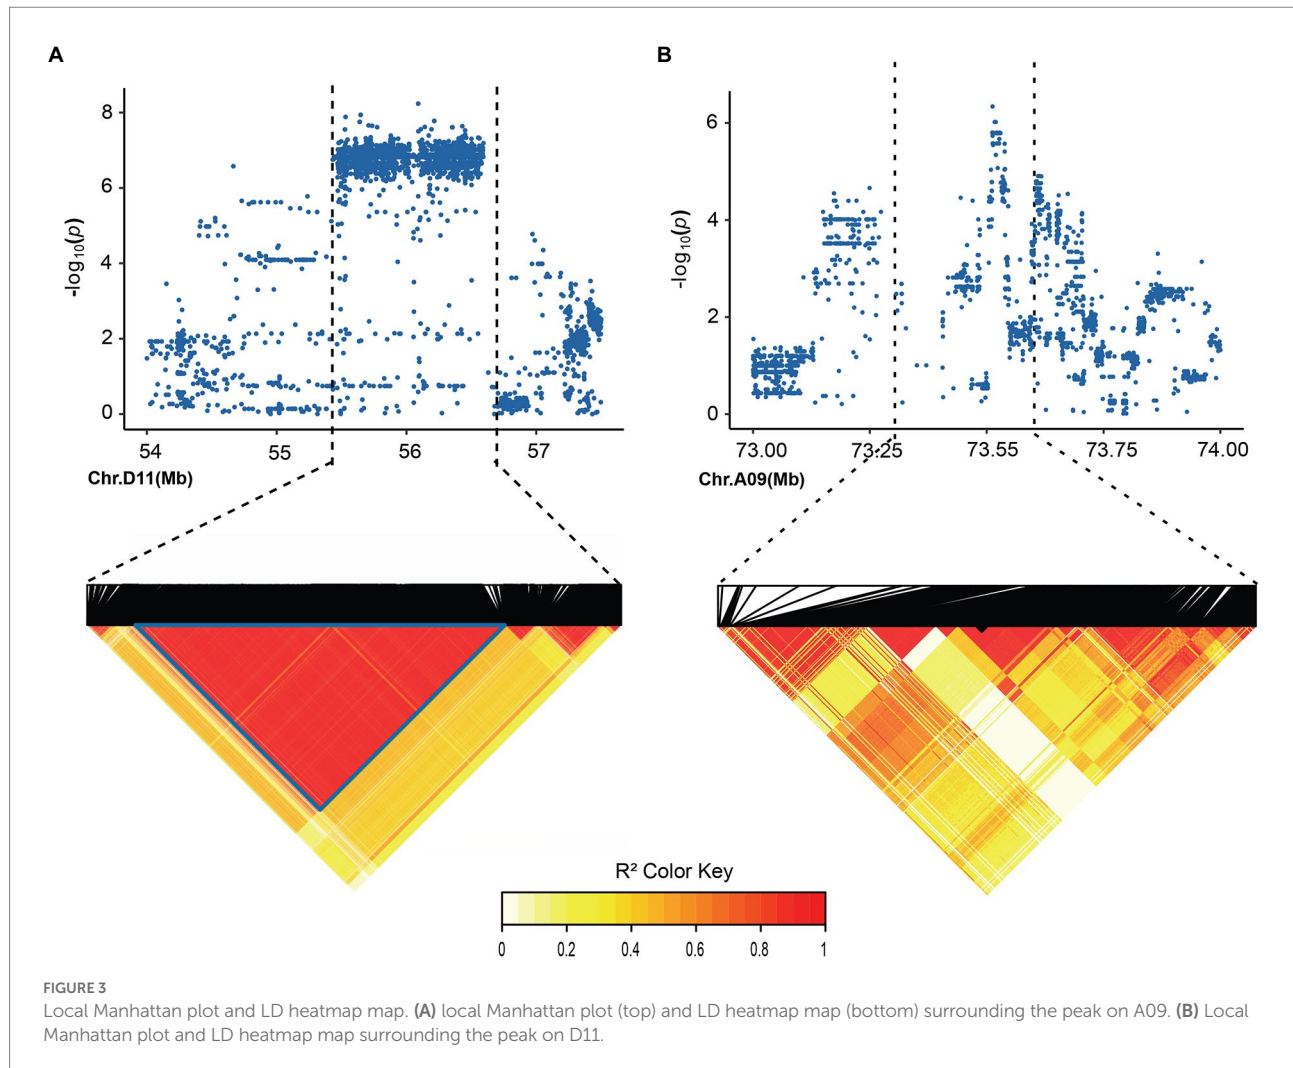 A
B
8
6
4
2
0
-log10(p)
54
55
56
57
Chr.D11(Mb)
6
4
2
0
-log10(p)
73.00
73.25
73.55
73.75
74.00
Chr.A09(Mb)
R² Color Key
0
0.2
0.4
0.6
0.8
1
FIGURE 3
Local Manhattan plot and LD heatmap map. (A) local Manhattan plot (top) and LD heatmap map (bottom) surrounding the peak on A09. (B) Local
Manhattan plot and LD heatmap map surrounding the peak on D11.